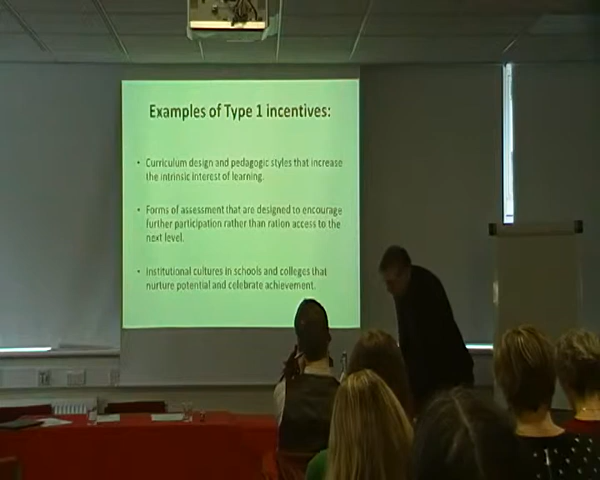 Examples of Type 1 incentives:
• Curriculum design and pedagogic styles that increase
the intrinsic interest of learning.
• Forms of assessment that are designed to encourage
further participation rather than ration access to the
next level.
• Institutional cultures in schools and colleges that
nurture potential and celebrate achievement.